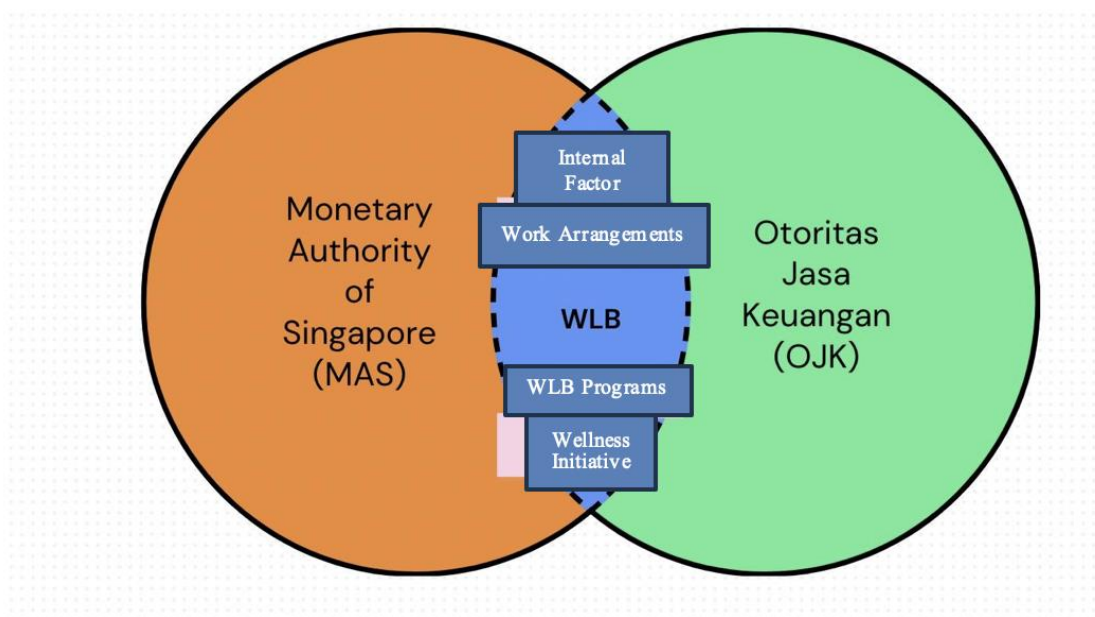 Monetary
Authority
of
Singapore
(MAS)
Internal
Factor
Work Arrangements
WLB
WLB Programs
Wellness
Initiative
Otoritas
Jasa
Keuangan
(OJK)